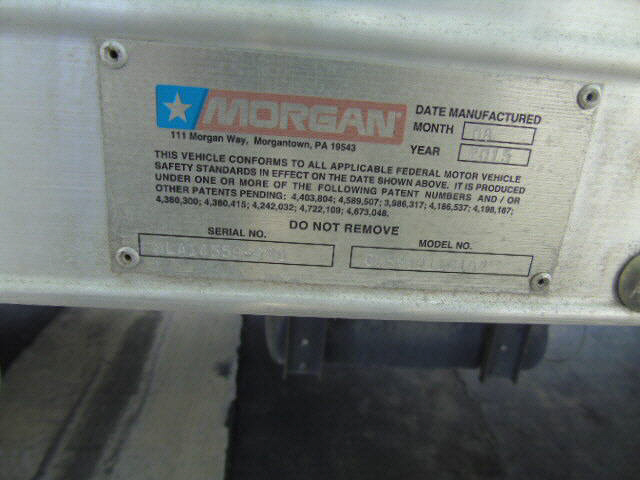 MORGAN
111 Morgan Way, Morgantown, PA 19543
DATE MANUFACTURED
MONTH
YEAR 2015
THIS VEHICLE CONFORMS TO ALL APPLICABLE FEDERAL MOTOR VEHICLE
SAFETY STANDARDS IN EFFECT ON THE DATE SHOWN ABOVE. IT IS PRODUCED
UNDER ONE OR MORE OF THE FOLLOWING PATENT NUMBERS AND / OR
OTHER PATENTS PENDING: 4,403,804; 4,589,507; 3,986,317; 4,186,537; 4,198,187;
4,380,300; 4,380,415; 4,242,032; 4,722,109; 4,673,048.
DO NOT REMOVE
SERIAL NO.
MODEL NO.